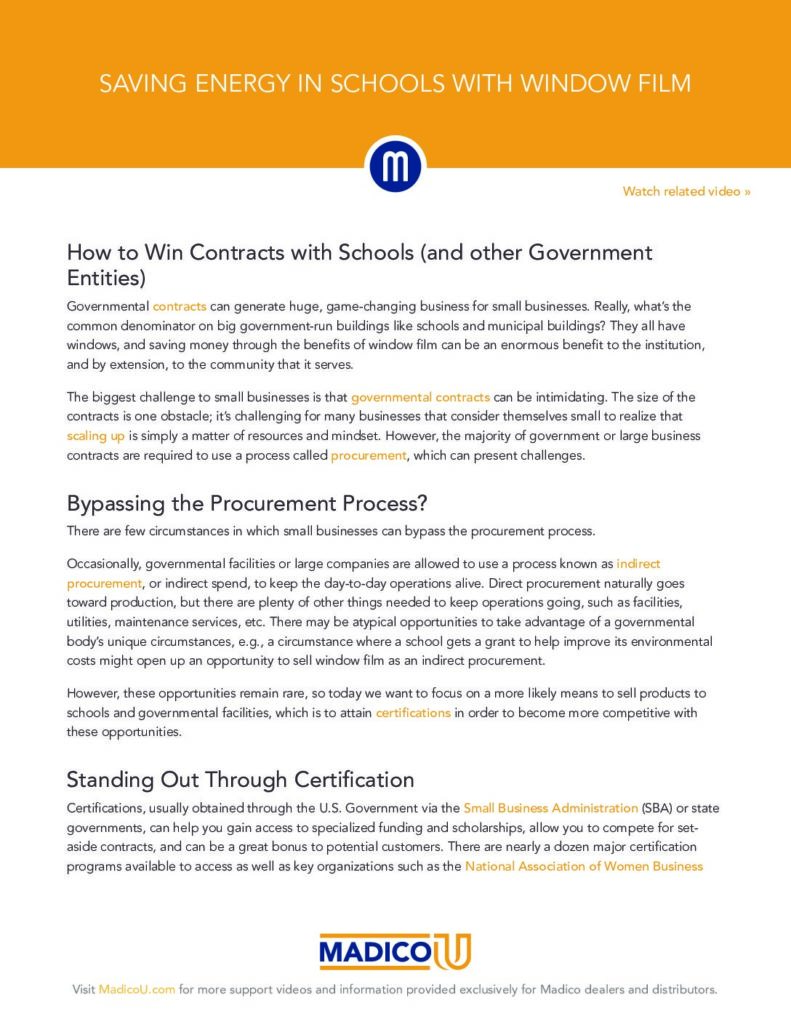 SAVING ENERGY IN SCHOOLS WITH WINDOW FILM
m
Watch related video »
How to Win Contracts with Schools (and other Government
Entities)
Governmental contracts can generate huge, game-changing business for small businesses. Really, what's the
common denominator on big government-run buildings like schools and municipal buildings? They all have
windows, and saving money through the benefits of window film can be an enormous benefit to the institution,
and by extension, to the community that it serves.
The biggest challenge to small businesses is that governmental contracts can be intimidating. The size of the
contracts is one obstacle; it's challenging for many businesses that consider themselves small to realize that
scaling up is simply a matter of resources and mindset. However, the majority of government or large business
contracts are required to use a process called procurement, which can present challenges.
Bypassing the Procurement Process?
There are few circumstances in which small businesses can bypass the procurement process.
Occasionally, governmental facilities or large companies are allowed to use a process known as indirect
procurement, or indirect spend, to keep the day-to-day operations alive. Direct procurement naturally goes
toward production, but there are plenty of other things needed to keep operations going, such as facilities,
utilities, maintenance services, etc. There may be atypical opportunities to take advantage of a governmental
body's unique circumstances, e.g., a circumstance where a school gets a grant to help improve its environmental
costs might open up an opportunity to sell window film as an indirect procurement.
However, these opportunities remain rare, so today we want to focus on a more likely means to sell products to
schools and governmental facilities, which is to attain certifications in order to become more competitive with
these opportunities.
Standing Out Through Certification
Certifications, usually obtained through the U.S. Government via the Small Business Administration (SBA) or state
governments, can help you gain access to specialized funding and scholarships, allow you to compete for set-
aside contracts, and can be a great bonus to potential customers. There are nearly a dozen major certification
programs available to access as well as key organizations such as the National Association of Women Business
MADICO U
Visit MadicoU.com for more support videos and information provided exclusively for Madico dealers and distributors.